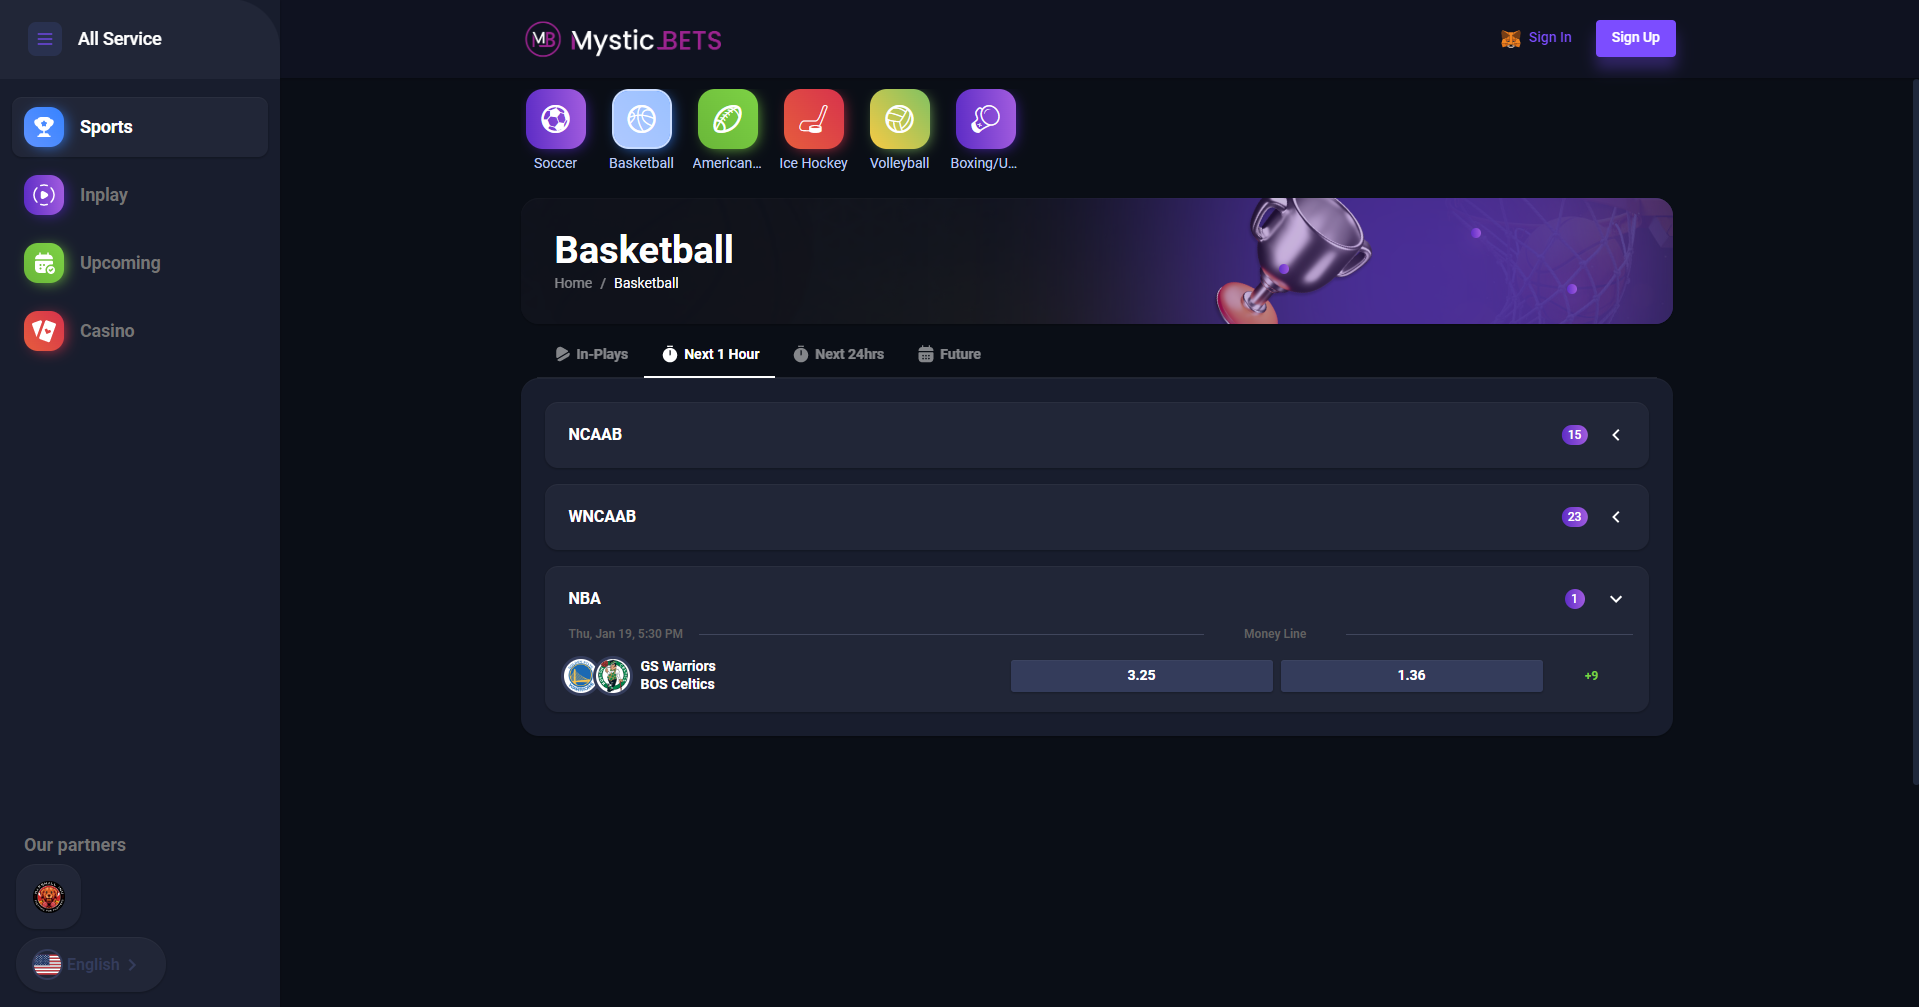 All Service
MB Mystic_BETS
Sign In
Sign Up
Sports
Inplay
Upcoming
Casino
Soccer
Basketball
American...
Ice Hockey
Volleyball
Boxing/U...
Basketball
Home / Basketball
In-Plays
Next 1 Hour
Next 24hrs
Future
NCAAB
15
WNCAAB
23
NBA
1
Thu, Jan 19, 5:30 PM
Money Line
GS Warriors
BOS Celtics
3.25
1.36
+9
Our partners
English